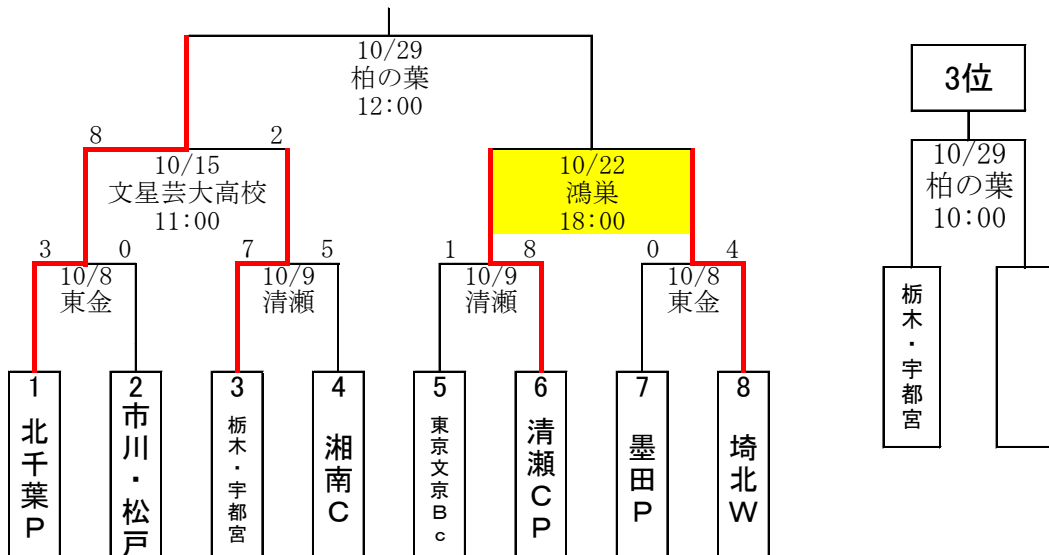 10/29
柏の葉
12:00
8
2
10/15
文星芸大高校
11:00
10/22
鴻巣
18:00
3
0
10/8
東金
7
5
10/9
清瀬
1
8
10/9
清瀬
0
4
10/8
東金
1
北千葉P
2
市川・松戸
3
栃木・宇都宮
4
湘南C
5
東京文京Bc
6
清瀬CP
7
墨田P
8
埼北W
3位
10/29
柏の葉
10:00
栃木・宇都宮